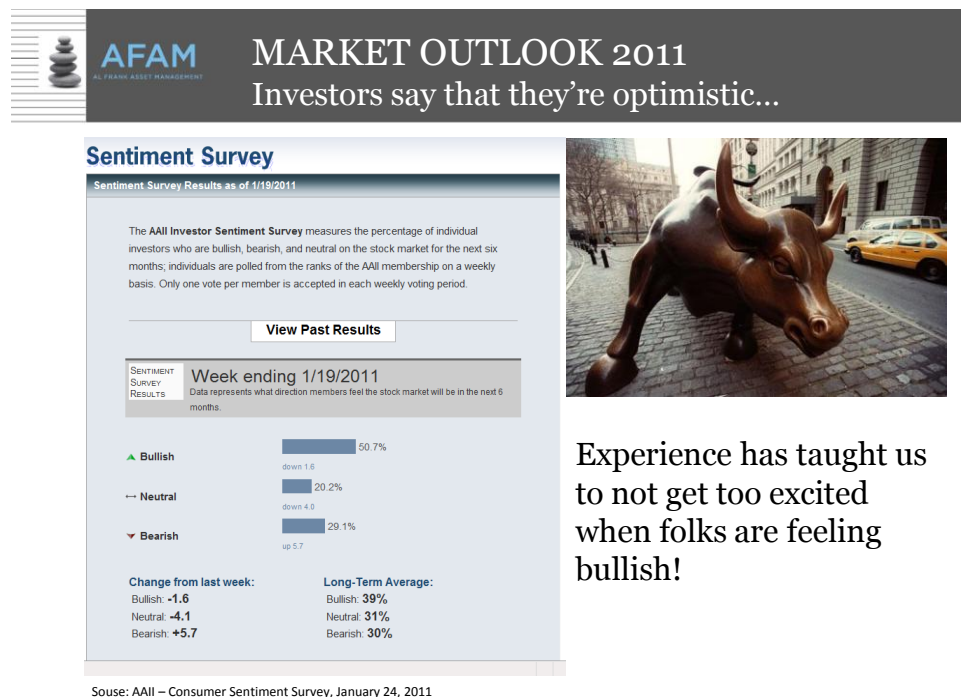 AFAM
AL FRANK ASSET MANAGEMENT
MARKET OUTLOOK 2011
Investors say that they're optimistic...
Sentiment Survey
Sentiment Survey Results as of 1/19/2011
The AAII Investor Sentiment Survey measures the percentage of individual
investors who are bullish, bearish, and neutral on the stock market for the next six
months; individuals are polled from the ranks of the AAII membership on a weekly
basis. Only one vote per member is accepted in each weekly voting period.
View Past Results
SENTIMENT
SURVEY
RESULTS
Week ending 1/19/2011
Data represents what direction members feel the stock market will be in the next 6
months.
Bullish 50.7%
down 1.6
Neutral 20.2%
down 4.0
Bearish 29.1%
up 5.7
Change from last week:
Bullish: -1.6
Neutral: -4.1
Bearish: +5.7
Long-Term Average:
Bullish: 39%
Neutral: 31%
Bearish: 30%
Experience has taught us
to not get too excited
when folks are feeling
bullish!
Souse: AAII – Consumer Sentiment Survey, January 24, 2011